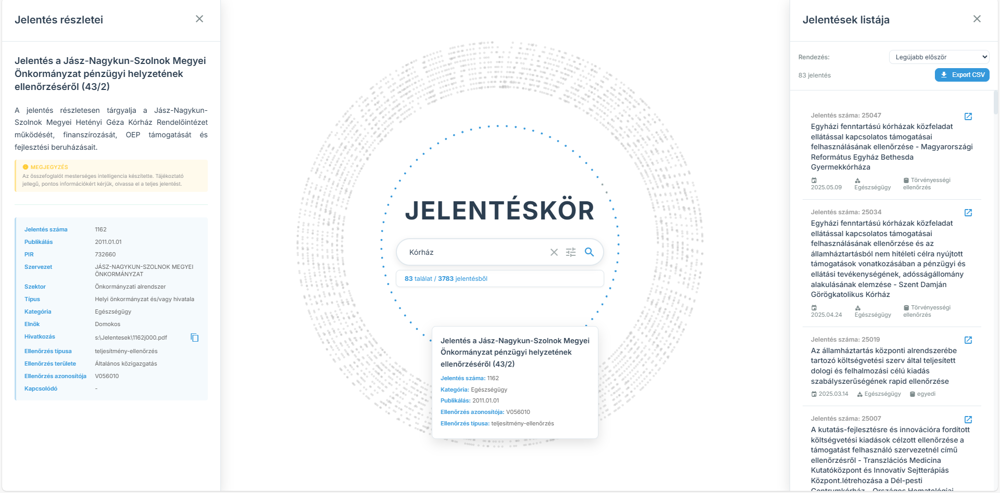 Jelentés részletei
Jelentés a Jász-Nagykun-Szolnok Megyei
Önkormányzat pénzügyi helyzetének
ellenőrzéséről (43/2)
A jelentés részletesen tárgyalja a Jász-Nagykun-
Szolnok Megyei Hetényi Géza Kórház Rendelőintézet
működését, finanszírozását, OEP támogatását és
fejlesztési beruházásait.
MEGJEGYZÉS
Az összefoglalót mesterséges intelligencia készítette. Tájékoztató
jellegű, pontos információkért kérjük, olvassa el a teljes jelentést.
Jelentés száma 1162
Publikálás 2011.01.01
PIR 732660
Szervezet JÁSZ-NAGYKUN-SZOLNOK MEGYEI
ÖNKORMÁNYZAT
Szektor Önkormányzati alrendszer
Típus Helyi önkormányzat és/vagy hivatala
Kategória Egészségügy
Elnök Domokos
Hivatkozás s:\Jelentesek\1162j000.pdf
Ellenőrzés típusa teljesítmény-ellenőrzés
Ellenőrzés területe Általános közigazgatás
Ellenőrzés azonosítója V056010
Kapcsolódó -
JELENTÉSKÖR
Kórház
83 találat / 3783 jelentésből
Jelentés a Jász-Nagykun-Szolnok Megyei
Önkormányzat pénzügyi helyzetének
ellenőrzéséről (43/2)
Jelentés száma: 1162
Kategória: Egészségügy
Publikálás: 2011.01.01
Ellenőrzés azonosítója: V056010
Ellenőrzés típusa: teljesítmény-ellenőrzés
Jelentések listája
Rendezés: Legújabb először
83 jelentés Export CSV
Jelentés száma: 25047
Egyházi fenntartású kórházak közfeladat
ellátással kapcsolatos támogatásai
felhasználásának ellenőrzése - Magyarországi
Református Egyház Bethesda
Gyermekkórháza
2025.05.09 Egészségügy Törvényességi
ellenőrzés
Jelentés száma: 25034
Egyházi fenntartású kórházak közfeladat
ellátással kapcsolatos támogatásai
felhasználásának ellenőrzése és az
államháztartásból nem hitéleti célra nyújtott
támogatások vonatkozásában a pénzügyi és
ellátási tevékenységének, adósságállomány
alakulásának elemzése - Szent Damján
Görögkatolikus Kórház
2025.04.24 Egészségügy Törvényességi
ellenőrzés
Jelentés száma: 25019
Az államháztartás központi alrendszerébe
tartozó költségvetési szerv által teljesített
dologi és felhalmozási célú kiadás
szabályszerűségének rapid ellenőrzése
2025.03.14 Egészségügy egyedi
Jelentés száma: 25007
A kutatás-fejlesztésre és innovációra fordított
költségvetési kiadások célzott ellenőrzése a
támogatást felhasználó szervezetnél című
ellenőrzésről - Transzlációs Medicina
Kutatóközpont és Innovatív Sejtterápiás
Központ.létrehozása a Dél-pesti
Centrumkórház - Országos Hematológiai